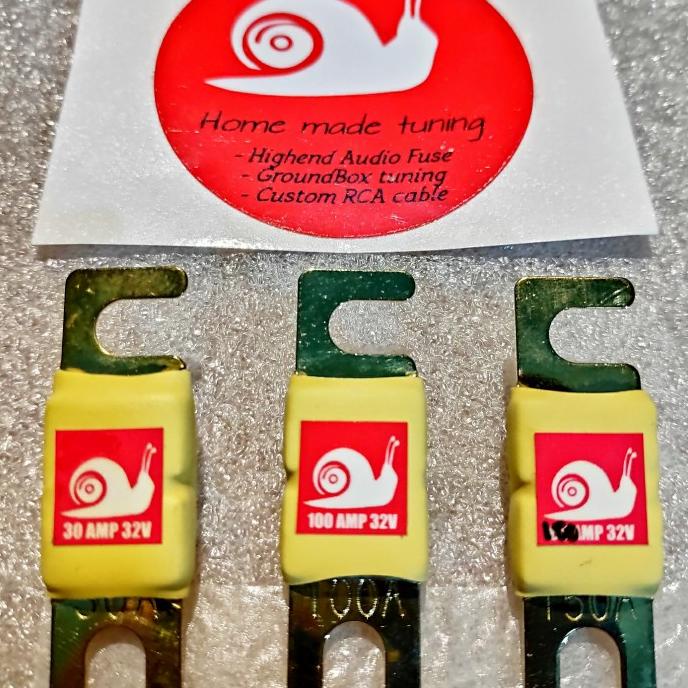 Home made tuning
- Highend Audio Fuse
- GroundBox tuning
- Custom RCA cable
30 AMP 32V
100 AMP 32V
150 AMP 32V
100A
150A